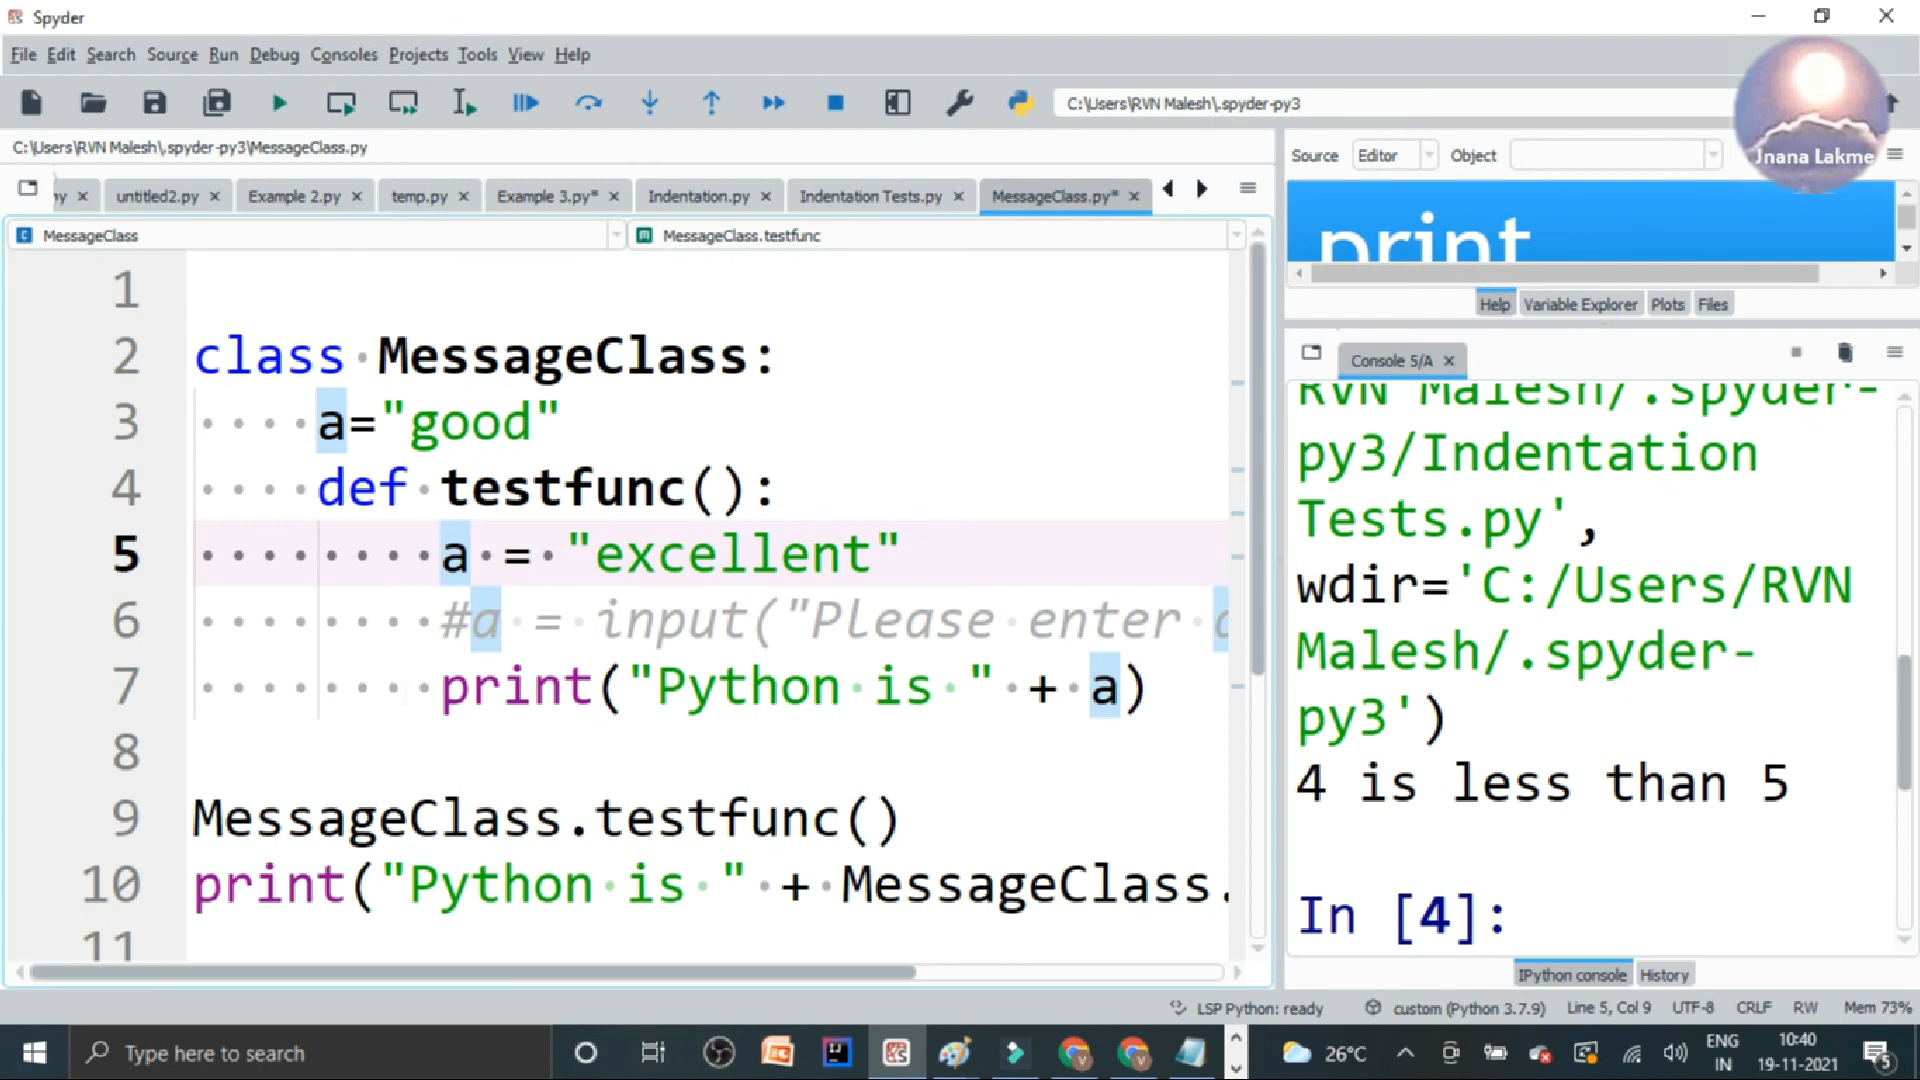 Spyder
File Edit Search Source Run Debug Consoles Projects Tools View Help
C:\Users\RVN Malesh\.spyder-py3
Jnana Lakme
C:\Users\RVN Malesh\.spyder-py3\MessageClass.py
Source Editor Object
untitled2.py Example 2.py temp.py Example 3.py* Indentation.py Indentation Tests.py MessageClass.py*
MessageClass MessageClass.testfunc
print
Help Variable Explorer Plots Files
1
2 class MessageClass:
3 a="good"
4 def testfunc():
5 a = "excellent"
6 #a = input("Please enter
7 print("Python is " + a)
8
9 MessageClass.testfunc()
10 print("Python is " + MessageClass.
11
Console 5/A
RVN Malesh/.spyder-
py3/Indentation
Tests.py',
wdir='C:/Users/RVN
Malesh/.spyder-
py3')
4 is less than 5
In [4]:
IPython console History
LSP Python: ready custom (Python 3.7.9) Line 5, Col 9 UTF-8 CRLF RW Mem 73%
Type here to search
26°C
ENG
IN
10:40
19-11-2021
5